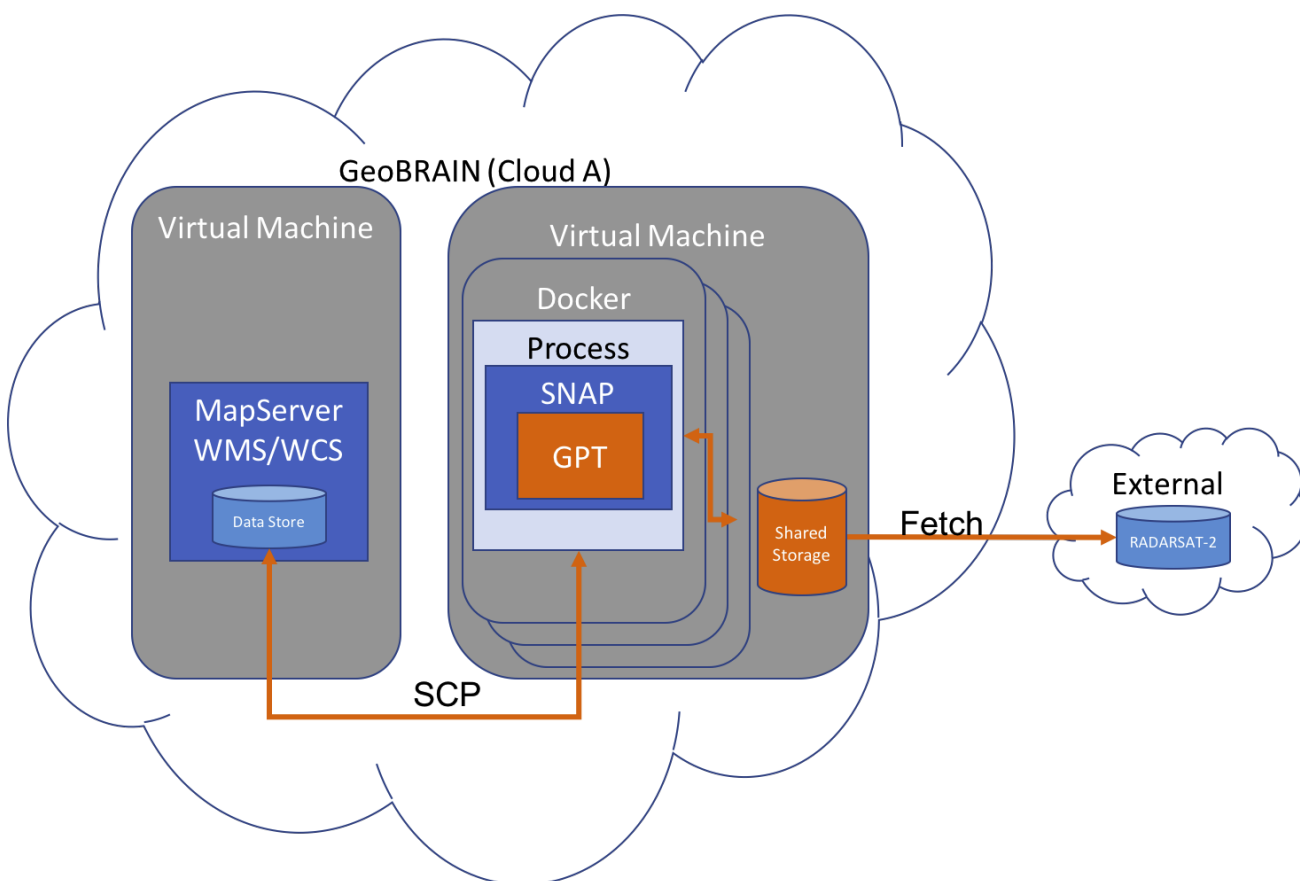 GeoBRAIN (Cloud A)
Virtual Machine
MapServer
WMS/WCS
Data Store
Virtual Machine
Docker
Process
SNAP
GPT
Shared
Storage
SCP
Fetch
External
RADARSAT-2